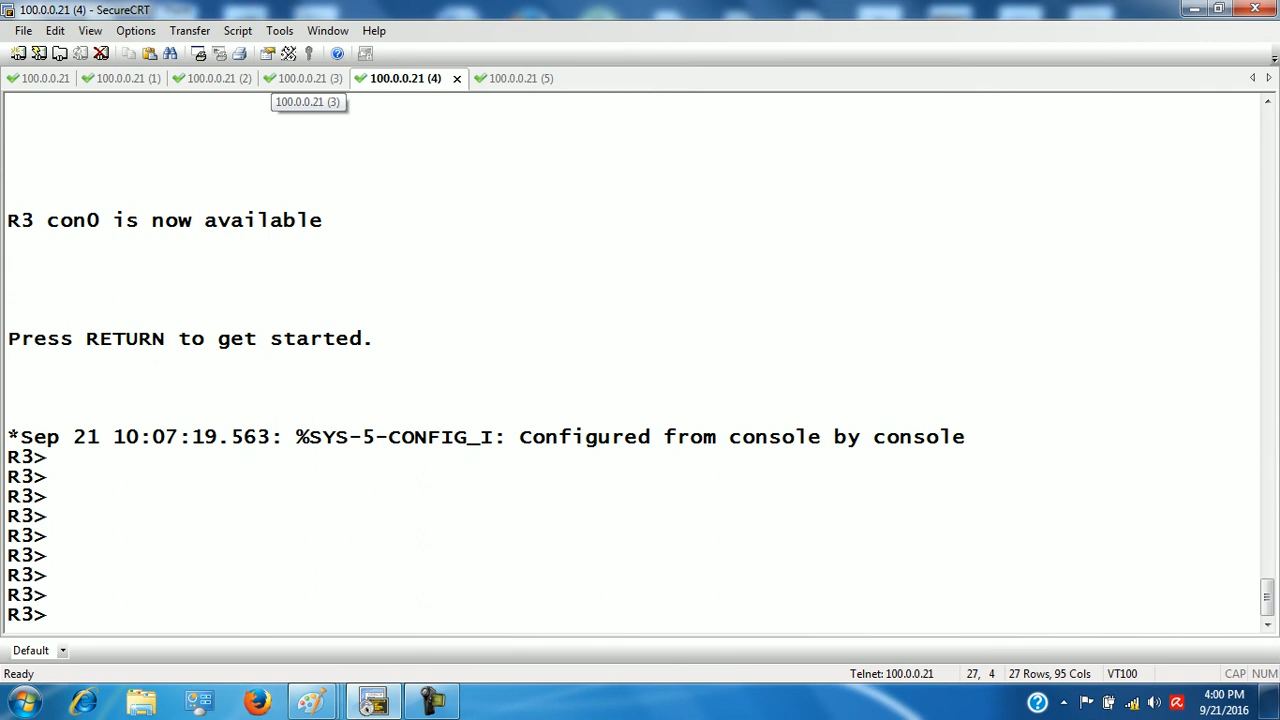 100.0.0.21 (4) - SecureCRT
File Edit View Options Transfer Script Tools Window Help
100.0.0.21 100.0.0.21 (1) 100.0.0.21 (2) 100.0.0.21 (3) 100.0.0.21 (4) 100.0.0.21 (5)
100.0.0.21 (3)
R3 con0 is now available
Press RETURN to get started.
*Sep 21 10:07:19.563: %SYS-5-CONFIG_I: Configured from console by console
R3>
R3>
R3>
R3>
R3>
R3>
R3>
R3>
R3>
Default
Ready Telnet: 100.0.0.21 27, 4 27 Rows, 95 Cols VT100 CAP NUM
4:00 PM
9/21/2016